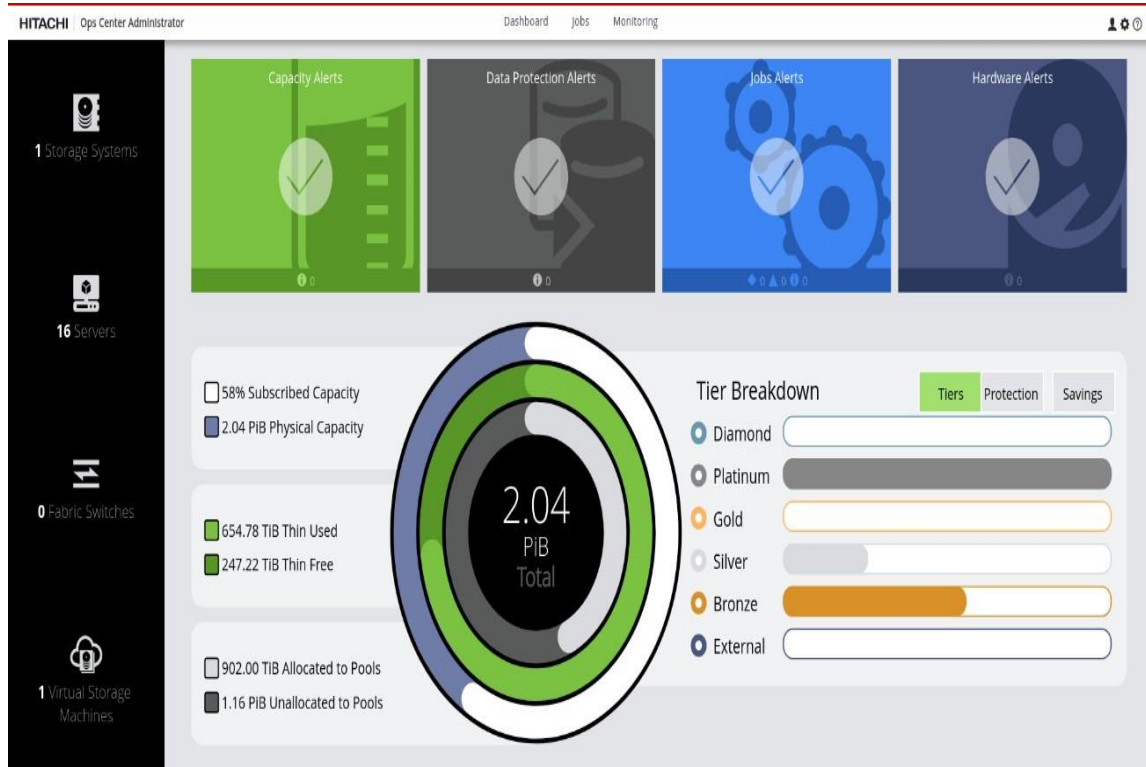 HITACHI Ops Center Administrator
Dashboard Jobs Monitoring
1 Storage Systems
16 Servers
0 Fabric Switches
1 Virtual Storage
Machines
Capacity Alerts
0
Data Protection Alerts
0
Jobs Alerts
0 0 0
Hardware Alerts
0
58% Subscribed Capacity
2.04 PiB Physical Capacity
654.78 TiB Thin Used
247.22 TiB Thin Free
902.00 TiB Allocated to Pools
1.16 PiB Unallocated to Pools
2.04
PiB
Total
Tier Breakdown
Tiers Protection Savings
Diamond
Platinum
Gold
Silver
Bronze
External